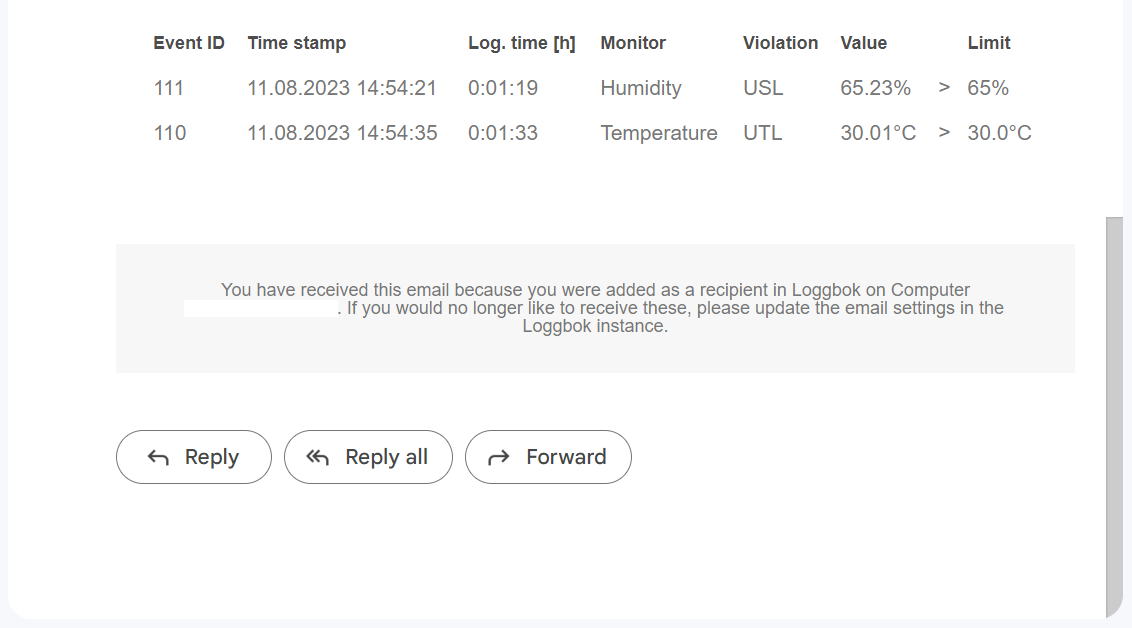 Event ID Time stamp Log. time [h] Monitor Violation Value Limit
111 11.08.2023 14:54:21 0:01:19 Humidity USL 65.23% > 65%
110 11.08.2023 14:54:35 0:01:33 Temperature UTL 30.01°C > 30.0°C
You have received this email because you were added as a recipient in Loggbok on Computer
. If you would no longer like to receive these, please update the email settings in the
Loggbok instance.
Reply Reply all Forward